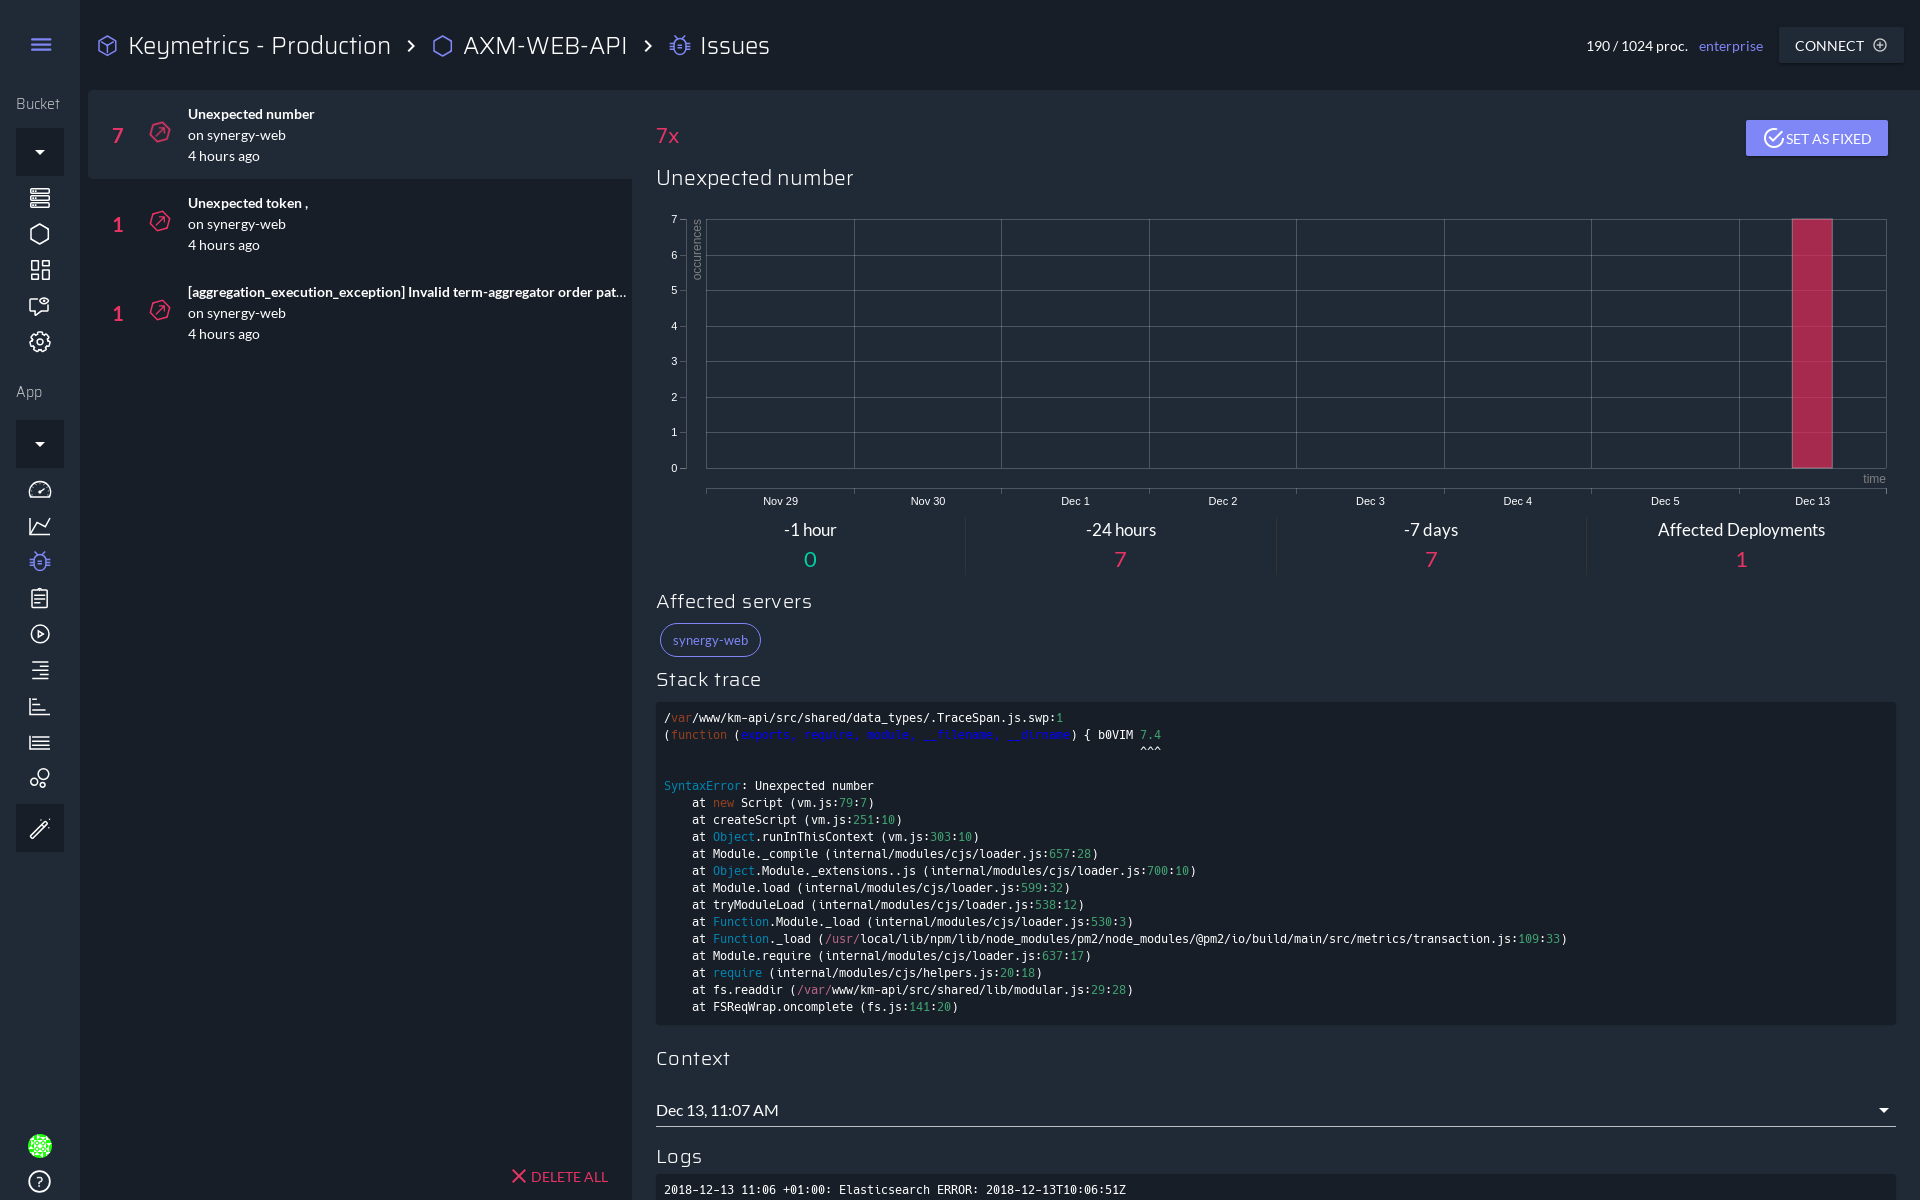 Keymetrics - Production
AXM-WEB-API
Issues
190 / 1024 proc.
enterprise
CONNECT
Bucket
App
7
Unexpected number
on synergy-web
4 hours ago
1
Unexpected token ,
on synergy-web
4 hours ago
1
[aggregation_execution_exception] Invalid term-aggregator order pat...
on synergy-web
4 hours ago
DELETE ALL
7x
SET AS FIXED
Unexpected number
occurences
7
6
5
4
3
2
1
0
time
Nov 29
Nov 30
Dec 1
Dec 2
Dec 3
Dec 4
Dec 5
Dec 13
-1 hour
0
-24 hours
7
-7 days
7
Affected Deployments
1
Affected servers
synergy-web
Stack trace
/var/www/km-api/src/shared/data_types/.TraceSpan.js.swp:1
(function (exports, require, module, __filename, __dirname) { b0VIM 7.4
^^^
SyntaxError: Unexpected number
at new Script (vm.js:79:7)
at createScript (vm.js:251:10)
at Object.runInThisContext (vm.js:303:10)
at Module._compile (internal/modules/cjs/loader.js:657:28)
at Object.Module._extensions..js (internal/modules/cjs/loader.js:700:10)
at Module.load (internal/modules/cjs/loader.js:599:32)
at tryModuleLoad (internal/modules/cjs/loader.js:538:12)
at Function.Module._load (internal/modules/cjs/loader.js:530:3)
at Function._load (/usr/local/lib/npm/lib/node_modules/pm2/node_modules/@pm2/io/build/main/src/metrics/transaction.js:109:33)
at Module.require (internal/modules/cjs/loader.js:637:17)
at require (internal/modules/cjs/helpers.js:20:18)
at fs.readdir (/var/www/km-api/src/shared/lib/modular.js:29:28)
at FSReqWrap.oncomplete (fs.js:141:20)
Context
Dec 13, 11:07 AM
Logs
2018-12-13 11:06 +01:00: Elasticsearch ERROR: 2018-12-13T10:06:51Z